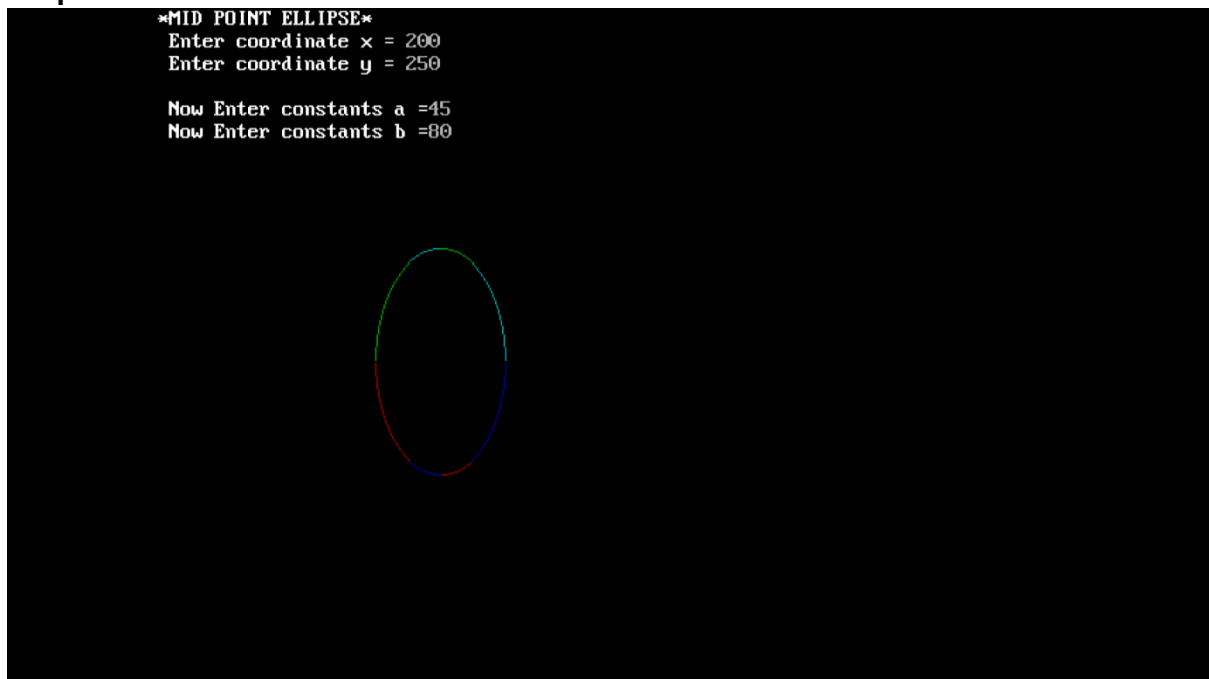 *MID POINT ELLIPSE*
Enter coordinate x = 200
Enter coordinate y = 250
Now Enter constants a =45
Now Enter constants b =80